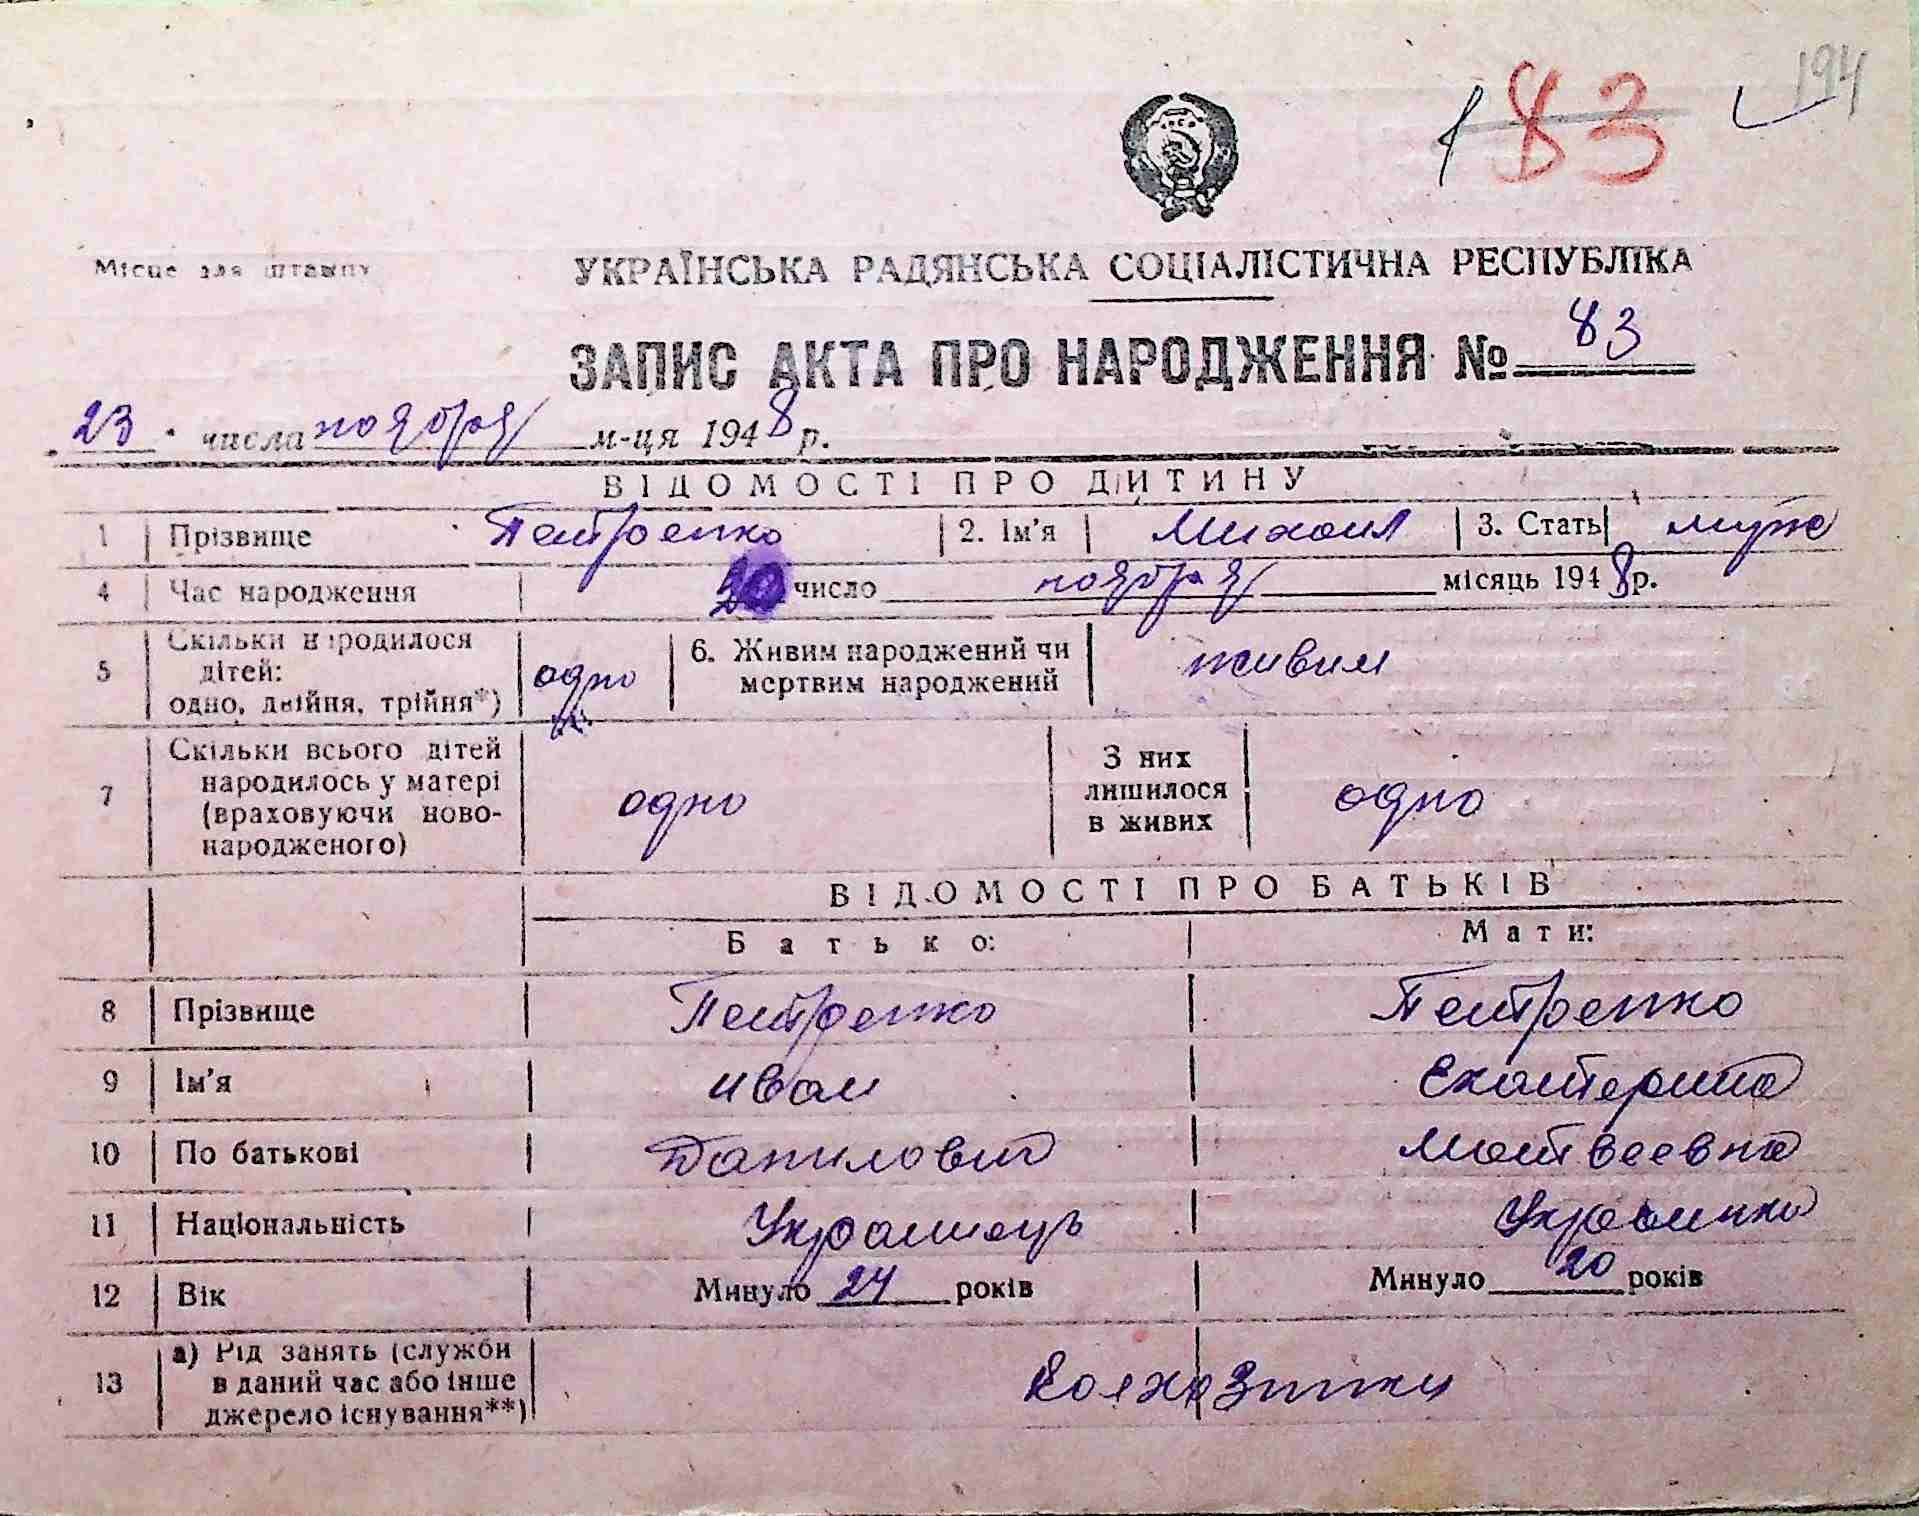 194
83
Місце для штампу
УКРАЇНСЬКА РАДЯНСЬКА СОЦІАЛІСТИЧНА РЕСПУБЛІКА
ЗАПИС АКТА ПРО НАРОДЖЕННЯ № 83
23 числа ноября м-ця 1948 р.
ВІДОМОСТІ ПРО ДИТИНУ
1 Прізвище Петренко 2. Ім'я Михаил 3. Стать муж
4 Час народження 20 число ноября місяць 1948 р.
5 Скільки народилося дітей: одно, двійня, трійня*) одно 6. Живим народжений чи мертвим народжений живим
7 Скільки всього дітей народилось у матері (враховуючи новонародженого) одно З них лишилося в живих одно
ВІДОМОСТІ ПРО БАТЬКІВ
Батько: Мати:
8 Прізвище Петренко Петренко
9 Ім'я Иван Екатерина
10 По батькові Данилович Матвеевна
11 Національність Украинець Украинка
12 Вік Минуло 24 років Минуло 20 років
13 а) Рід занять (служби в даний час або інше джерело існування**) Колхозники